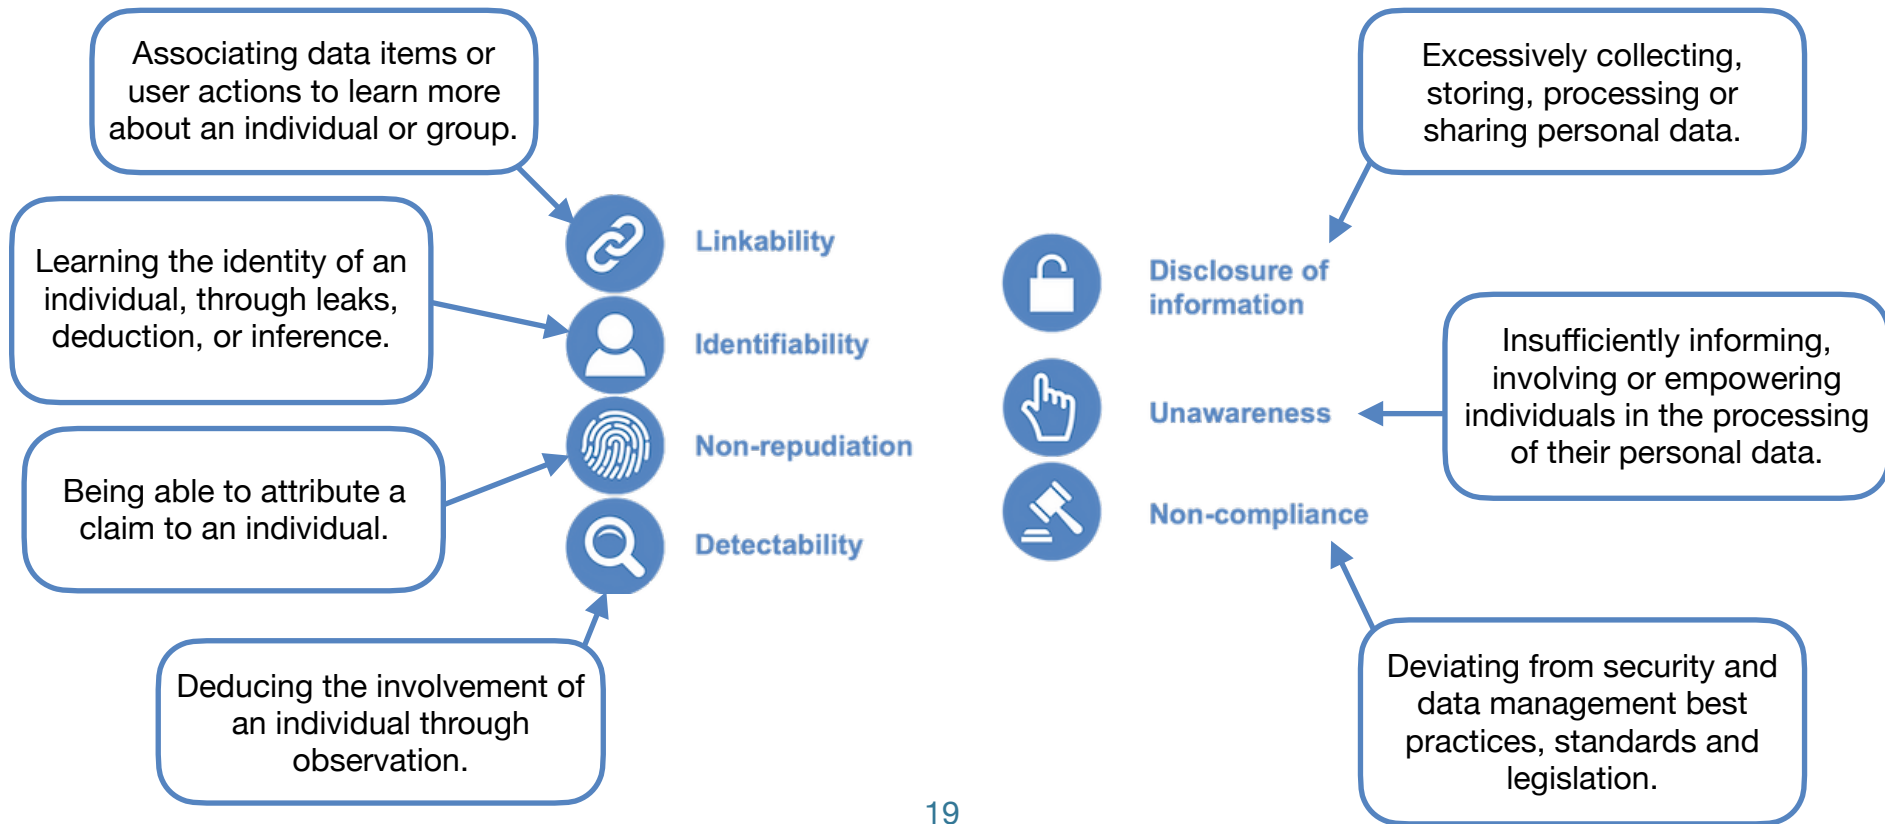 Associating data items or
user actions to learn more
about an individual or group.
Learning the identity of an
individual, through leaks,
deduction, or inference.
Being able to attribute a
claim to an individual.
Deducing the involvement of
an individual through
observation.
Linkability
Identifiability
Non-repudiation
Detectability
Disclosure of
information
Unawareness
Non-compliance
Excessively collecting,
storing, processing or
sharing personal data.
Insufficiently informing,
involving or empowering
individuals in the processing
of their personal data.
Deviating from security and
data management best
practices, standards and
legislation.
19